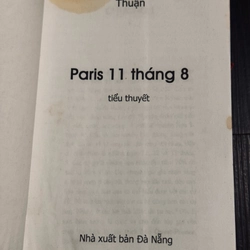 Thuận
Paris 11 tháng 8
tiểu thuyết
Nhà xuất bản Đà Nẵng